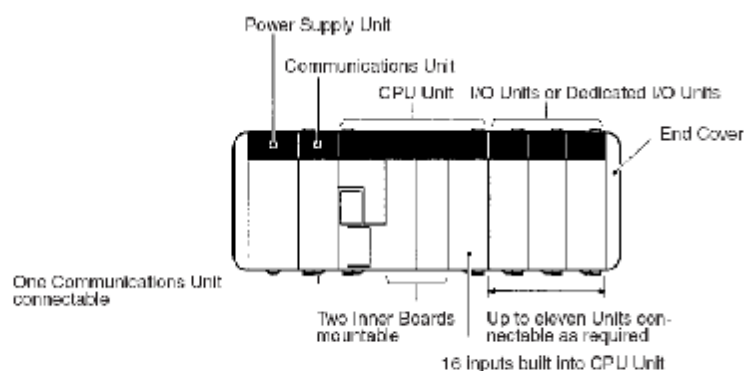 Power Supply Unit
Communications Unit
CPU Unit
I/O Units or Dedicated I/O Units
End Cover
One Communications Unit
connectable
Two Inner Boards
mountable
Up to eleven Units con-
nectable as required
16 inputs built into CPU Unit